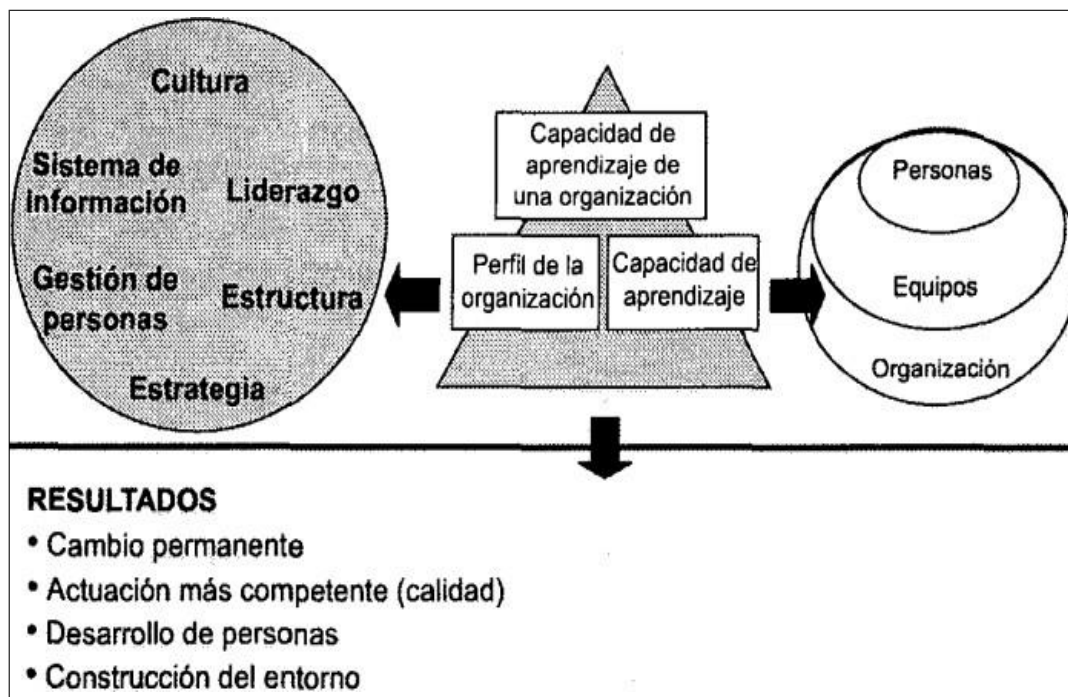 Cultura
Sistema de
Información
Liderazgo
Gestión de
personas
Estructura
Estrategia
Capacidad de
aprendizaje de
una organización
Perfil de la
organización
Capacidad de
aprendizaje
Personas
Equipos
Organización
RESULTADOS
• Cambio permanente
• Actuación más competente (calidad)
• Desarrollo de personas
• Construcción del entorno